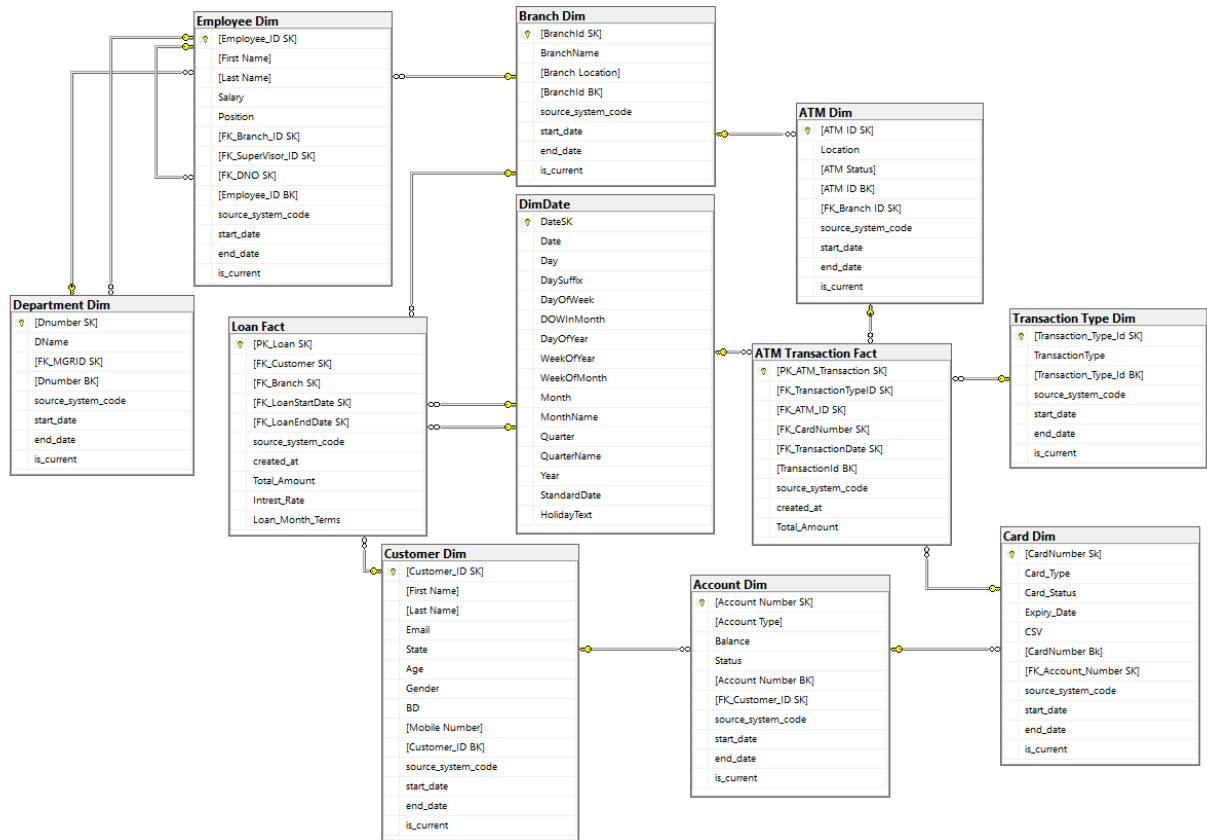 Employee Dim
[Employee_ID SK]
[First Name]
[Last Name]
Salary
Position
[FK_Branch_ID SK]
[FK_SuperVisor_ID SK]
[FK_DNO SK]
[Employee_ID BK]
source_system_code
start_date
end_date
is_current
Branch Dim
[BranchId SK]
BranchName
[Branch Location]
[BranchId BK]
source_system_code
start_date
end_date
is_current
ATM Dim
[ATM ID SK]
Location
[ATM Status]
[ATM ID BK]
[FK_Branch ID SK]
source_system_code
start_date
end_date
is_current
DimDate
DateSK
Date
Day
DaySuffix
DayOfWeek
DOWInMonth
DayOfYear
WeekOfYear
WeekOfMonth
Month
MonthName
Quarter
QuarterName
Year
StandardDate
HolidayText
Department Dim
[Dnumber SK]
DName
[FK_MGRID SK]
[Dnumber BK]
source_system_code
start_date
end_date
is_current
Loan Fact
[PK_Loan SK]
[FK_Customer SK]
[FK_Branch SK]
[FK_LoanStartDate SK]
[FK_LoanEndDate SK]
source_system_code
created_at
Total_Amount
Intrest_Rate
Loan_Month_Terms
ATM Transaction Fact
[PK_ATM_Transaction SK]
[FK_TransactionTypeID SK]
[FK_ATM_ID SK]
[FK_CardNumber SK]
[FK_TransactionDate SK]
[TransactionId BK]
source_system_code
created_at
Total_Amount
Transaction Type Dim
[Transaction_Type_Id SK]
TransactionType
[Transaction_Type_Id BK]
source_system_code
start_date
end_date
is_current
Customer Dim
[Customer_ID SK]
[First Name]
[Last Name]
Email
State
Age
Gender
BD
[Mobile Number]
[Customer_ID BK]
source_system_code
start_date
end_date
is_current
Account Dim
[Account Number SK]
[Account Type]
Balance
Status
[Account Number BK]
[FK_Customer_ID SK]
source_system_code
start_date
end_date
is_current
Card Dim
[CardNumber Sk]
Card_Type
Card_Status
Expiry_Date
CSV
[CardNumber Bk]
[FK_Account_Number SK]
source_system_code
start_date
end_date
is_current